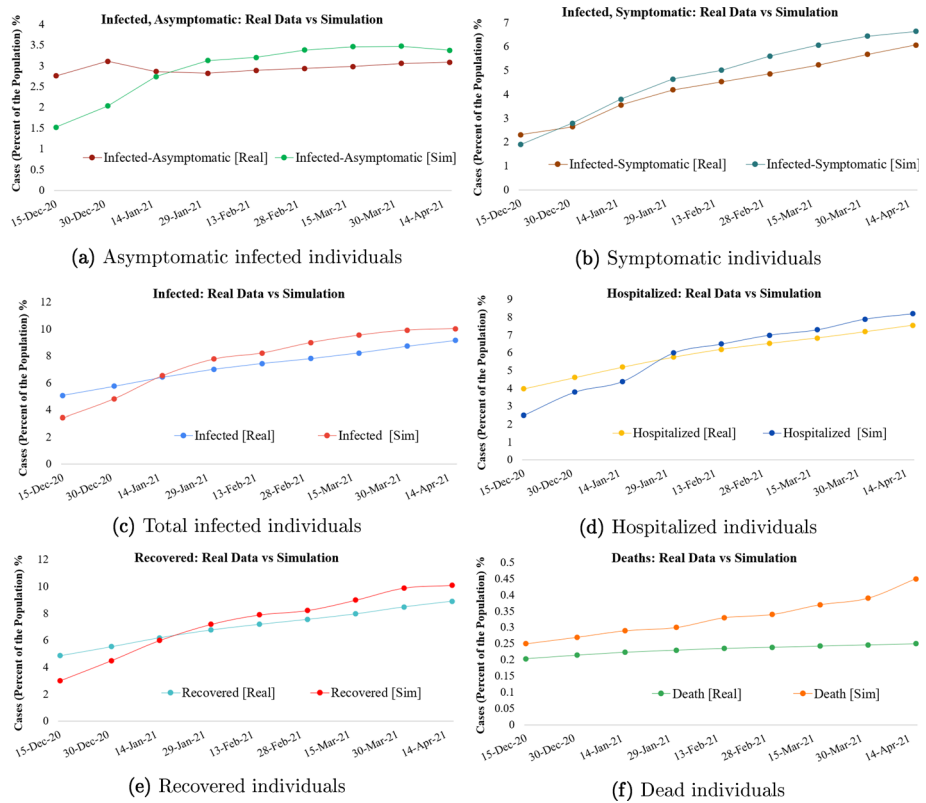 Infected, Asymptomatic: Real Data vs Simulation
Cases (Percent of the Population) %
4
3.5
3
2.5
2
1.5
1
0.5
0
Infected-Asymptomatic [Real]
Infected-Asymptomatic [Sim]
15-Dec-20
30-Dec-20
14-Jan-21
29-Jan-21
13-Feb-21
28-Feb-21
15-Mar-21
30-Mar-21
14-Apr-21
(a) Asymptomatic infected individuals
Infected, Symptomatic: Real Data vs Simulation
Cases (Percent of the Population) %
7
6
5
4
3
2
1
0
Infected-Symptomatic [Real]
Infected-Symptomatic [Sim]
15-Dec-20
30-Dec-20
14-Jan-21
29-Jan-21
13-Feb-21
28-Feb-21
15-Mar-21
30-Mar-21
14-Apr-21
(b) Symptomatic individuals
Infected: Real Data vs Simulation
Cases (Percent of the Population) %
12
10
8
6
4
2
0
Infected [Real]
Infected [Sim]
15-Dec-20
30-Dec-20
14-Jan-21
29-Jan-21
13-Feb-21
28-Feb-21
15-Mar-21
30-Mar-21
14-Apr-21
(c) Total infected individuals
Hospitalized: Real Data vs Simulation
Cases (Percent of the Population) %
9
8
7
6
5
4
3
2
1
0
Hospitalized [Real]
Hospitalized [Sim]
15-Dec-20
30-Dec-20
14-Jan-21
29-Jan-21
13-Feb-21
28-Feb-21
15-Mar-21
30-Mar-21
14-Apr-21
(d) Hospitalized individuals
Recovered: Real Data vs Simulation
Cases (Percent of the Population) %
12
10
8
6
4
2
0
Recovered [Real]
Recovered [Sim]
15-Dec-20
30-Dec-20
14-Jan-21
29-Jan-21
13-Feb-21
28-Feb-21
15-Mar-21
30-Mar-21
14-Apr-21
(e) Recovered individuals
Deaths: Real Data vs Simulation
Cases (Percent of the Population) %
0.5
0.45
0.4
0.35
0.3
0.25
0.2
0.15
0.1
0.05
0
Death [Real]
Death [Sim]
15-Dec-20
30-Dec-20
14-Jan-21
29-Jan-21
13-Feb-21
28-Feb-21
15-Mar-21
30-Mar-21
14-Apr-21
(f) Dead individuals